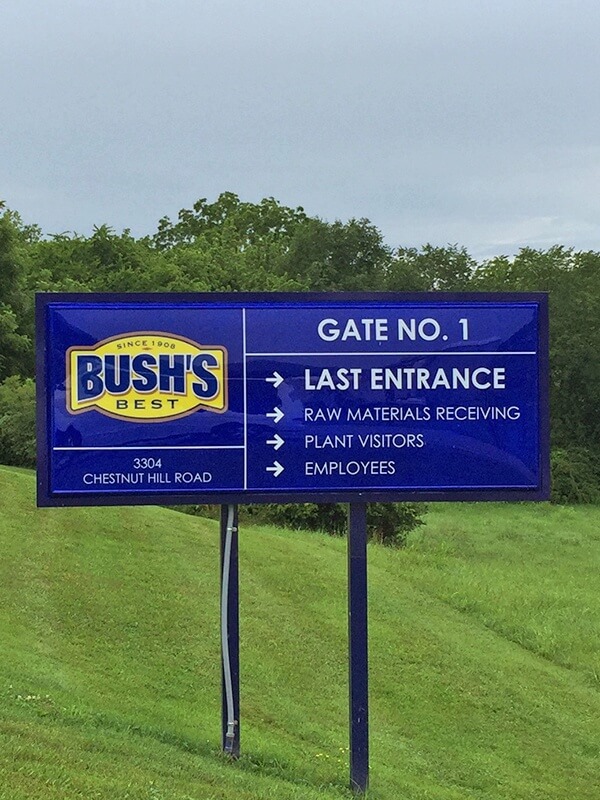 SINCE 1908
BUSH'S
BEST
3304
CHESTNUT HILL ROAD
GATE NO. 1
→ LAST ENTRANCE
→ RAW MATERIALS RECEIVING
→ PLANT VISITORS
→ EMPLOYEES